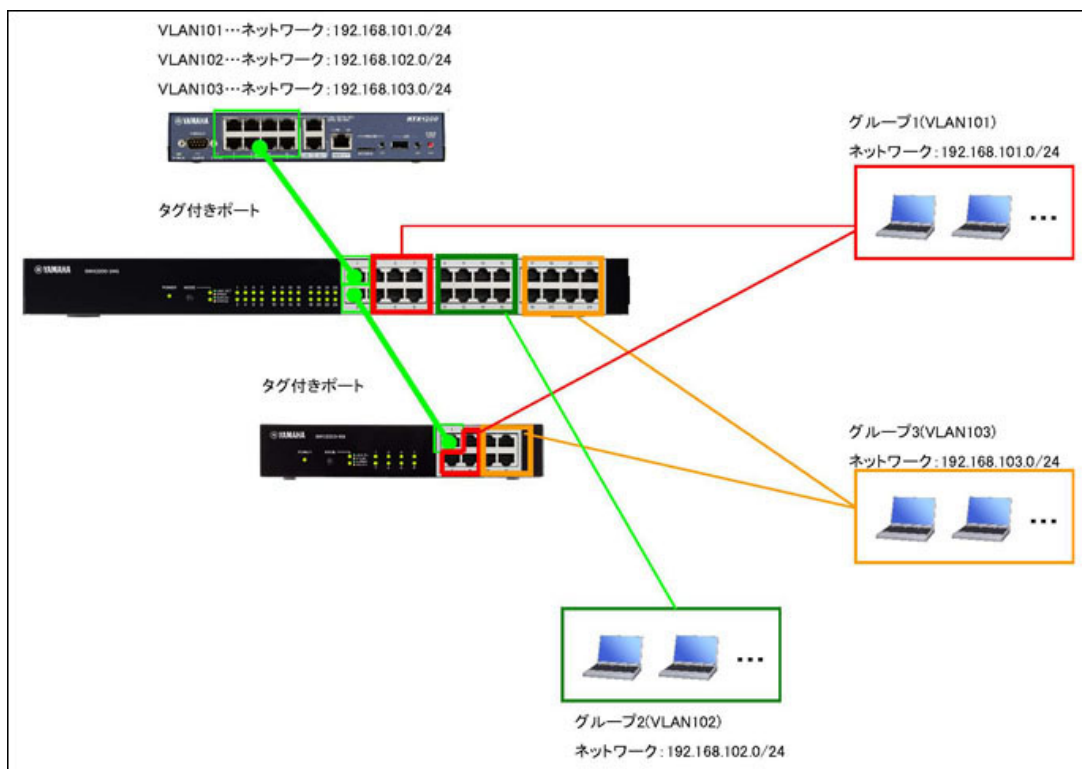 VLAN101…ネットワーク:192.168.101.0/24
VLAN102…ネットワーク:192.168.102.0/24
VLAN103…ネットワーク:192.168.103.0/24
YAMAHA
RTX1200
グループ1(VLAN101)
ネットワーク:192.168.101.0/24
タグ付きポート
YAMAHA
POWER
MODE
タグ付きポート
YAMAHA
グループ3(VLAN103)
ネットワーク:192.168.103.0/24
グループ2(VLAN102)
ネットワーク:192.168.102.0/24